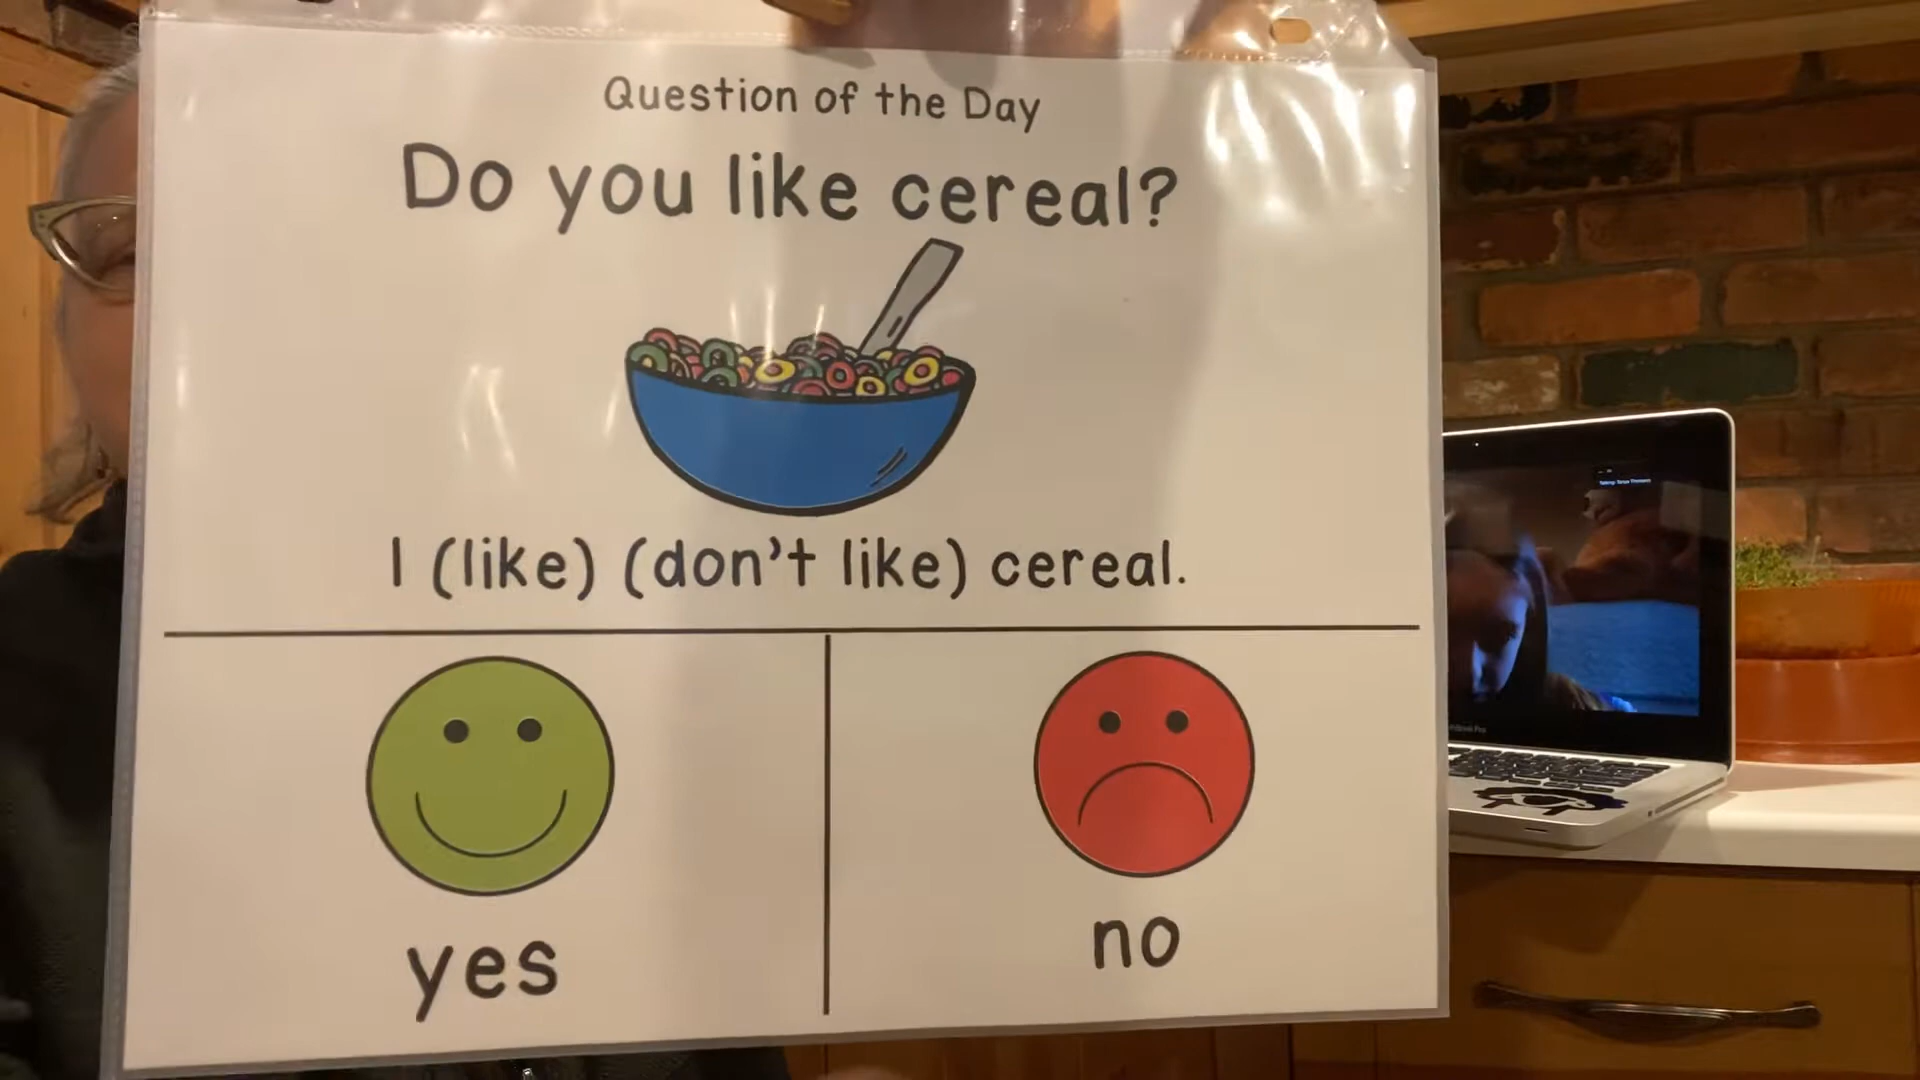 Question of the Day
Do you like cereal?
I (like) (don't like) cereal.
yes
no